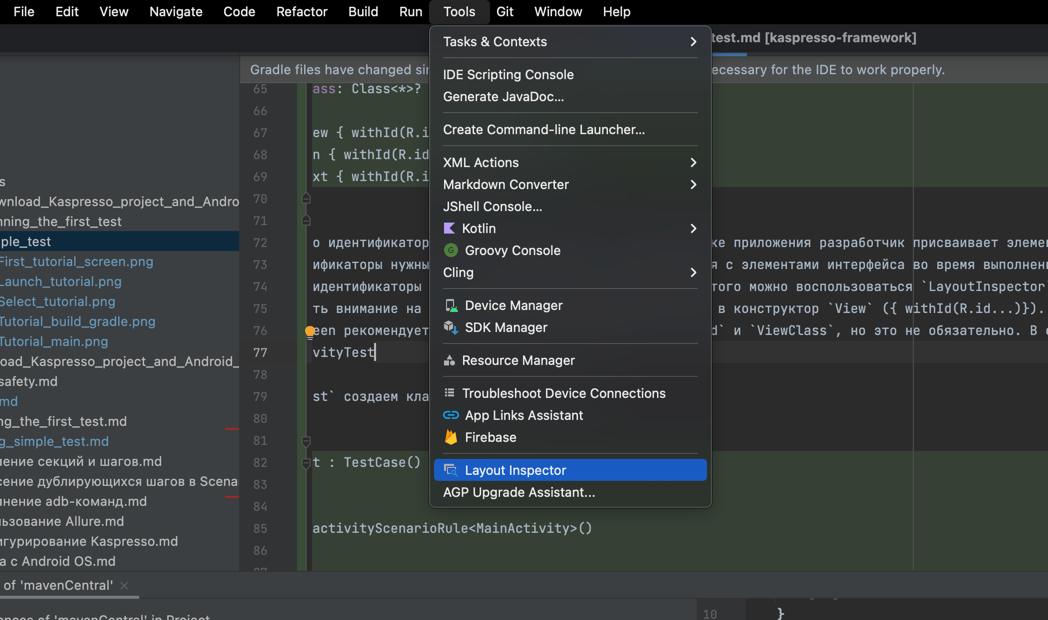 File Edit View Navigate Code Refactor Build Run Tools Git Window Help
test.md [kaspresso-framework]
Gradle files have changed sin
ecessary for the IDE to work properly.
s
wnload_Kaspresso_project_and_Andro
nning_the_first_test
ple_test
First_tutorial_screen.png
Launch_tutorial.png
Select_tutorial.png
Tutorial_build_gradle.png
Tutorial_main.png
oad_Kaspresso_project_and_Android_
safety.md
md
ng_the_first_test.md
g_simple_test.md
ение секций и шагов.md
сение дублирующихся шагов в Scena
лнение adb-команд.md
льзование Allure.md
игурирование Kaspresso.md
а с Android OS.md
65 ass: Class<*>?
66
67 ew { withId(R.i
68 n { withId(R.id
69 xt { withId(R.i
70
71
72 о идентификатор ке приложения разработчик присваивает элемен
73 ификаторы нужны я с элементами интерфейса во время выполнен
74 идентификаторы того можно воспользоваться `LayoutInspector
75 ть внимание на в конструктор `View` ({ withId(R.id...)}).
76 een рекомендует d` и `ViewClass`, но это не обязательно. В с
77 vityTest
78
79 st` создаем кла
80
81
82 t : TestCase()
83
84
85 activityScenarioRule<MainActivity>()
86
Tasks & Contexts
IDE Scripting Console
Generate JavaDoc...
Create Command-line Launcher...
XML Actions
Markdown Converter
JShell Console...
Kotlin
Groovy Console
Cling
Device Manager
SDK Manager
Resource Manager
Troubleshoot Device Connections
App Links Assistant
Firebase
Layout Inspector
AGP Upgrade Assistant...
of 'mavenCentral' ×
of 'mavenCentral' in Project
10 }